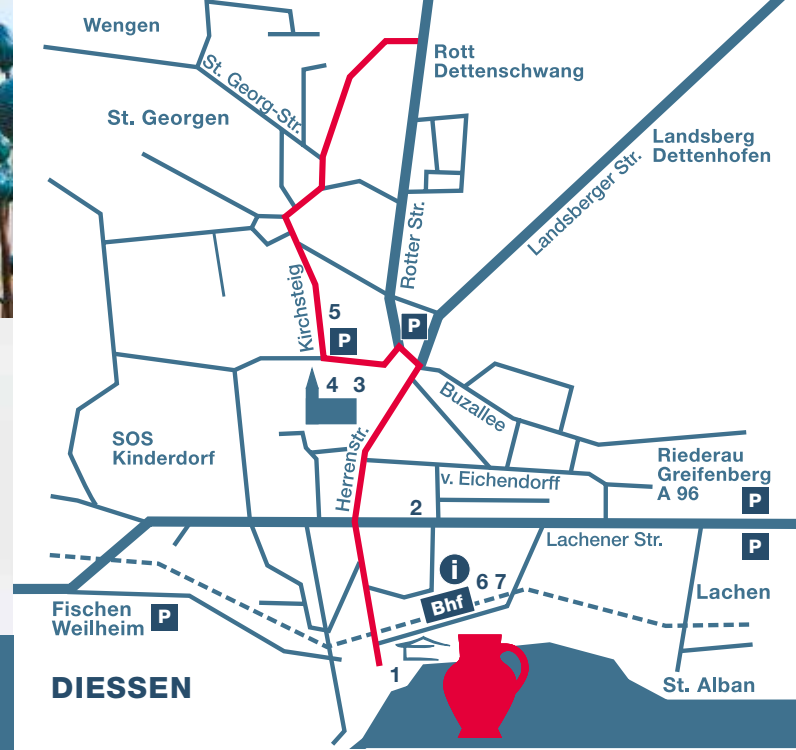 Wengen
St. Georg-Str.
Rott
Dettenschwang
St. Georgen
Landsberg
Dettenhofen
Landsberger Str.
Rotter Str.
Kirchsteig
5
P
P
4 3
Buzallee
SOS
Kinderdorf
Herrenstr.
Riederau
Greifenberg
A 96
P
v. Eichendorff
2
Lachener Str.
P
i
6 7
Bhf
Lachen
Fischen
Weilheim
P
1
St. Alban
DIESSEN